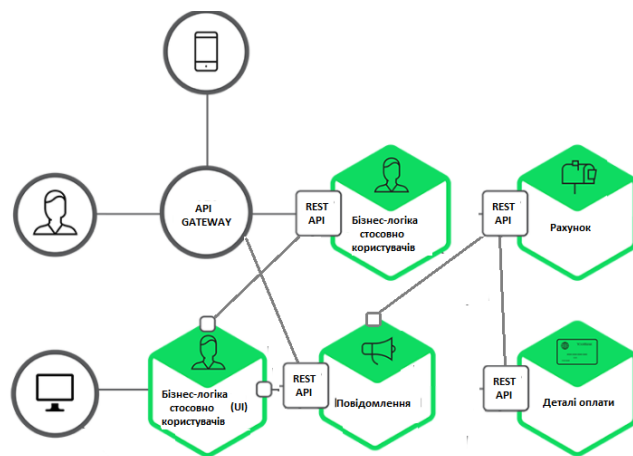 API
GATEWAY
REST
API
Бізнес-логіка
стосовно
користувачів
REST
API
Рахунок
Бізнес-логіка
стосовно (UI)
користувачів
REST
API
Повідомлення
REST
API
Деталі оплати